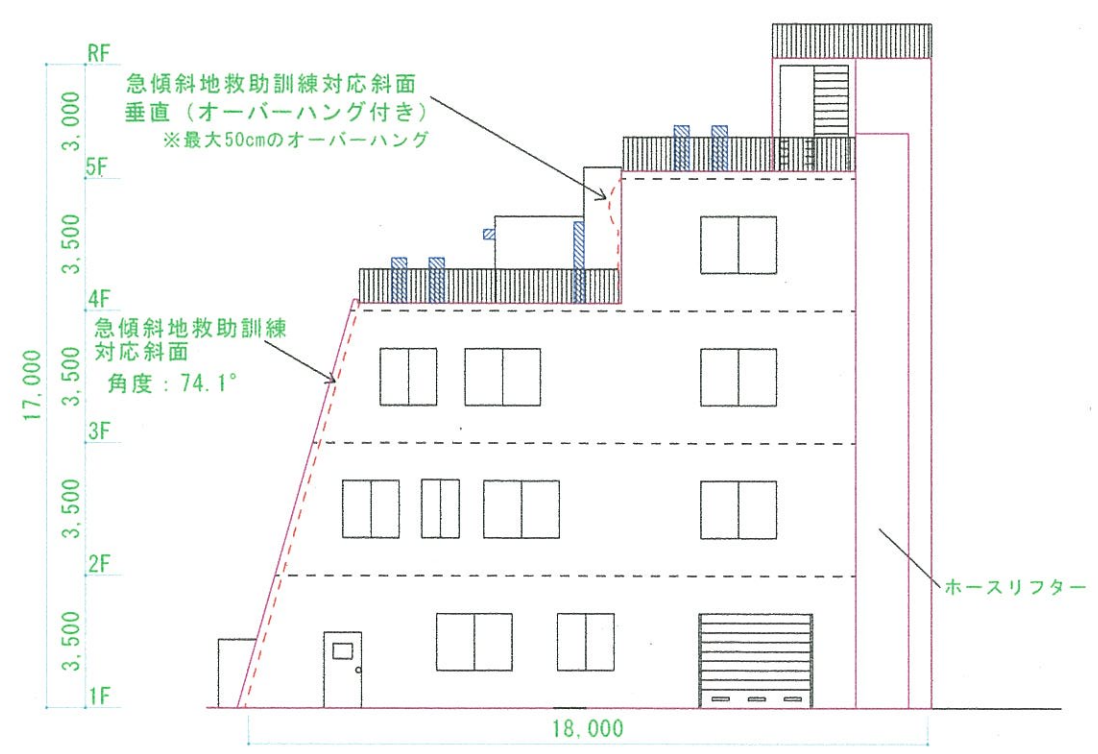 RF
急傾斜地救助訓練対応斜面
垂直（オーバーハング付き）
※最大50cmのオーバーハング
3,000
5F
3,500
4F
急傾斜地救助訓練
対応斜面
角度：74.1°
17,000
3,500
3F
3,500
2F
ホースリフター
3,500
1F
18,000